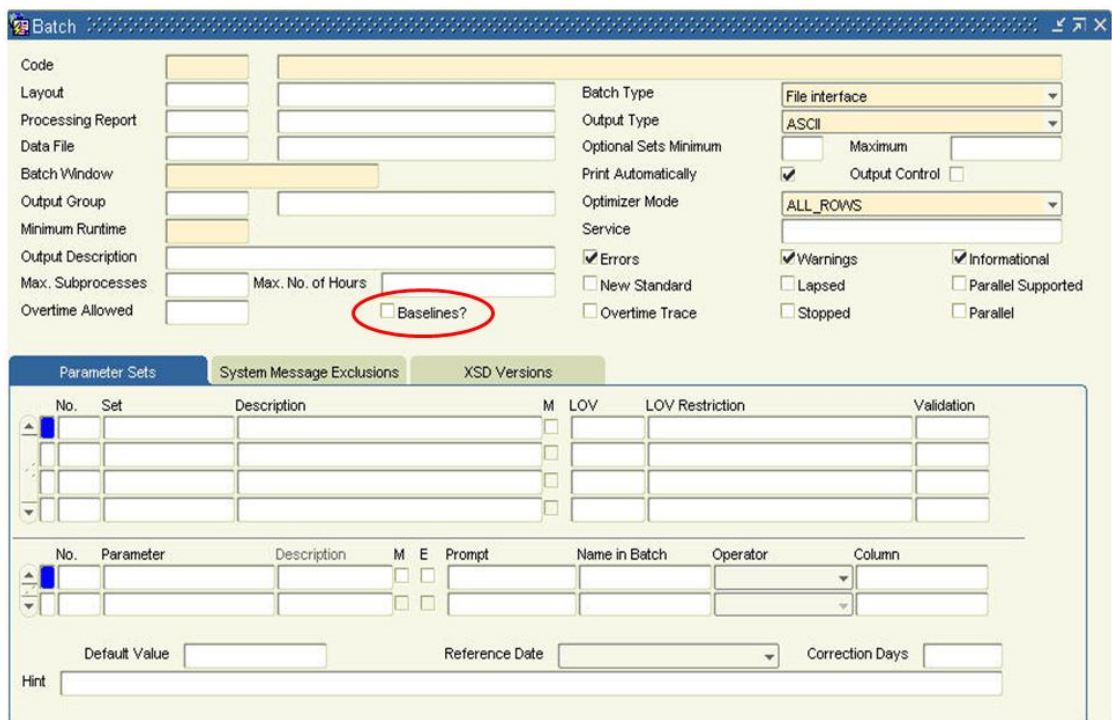 Batch
Code
Layout
Batch Type File interface
Processing Report
Output Type ASCII
Data File
Optional Sets Minimum Maximum
Batch Window
Print Automatically Output Control
Output Group
Optimizer Mode ALL_ROWS
Minimum Runtime
Service
Output Description
Errors Warnings Informational
Max. Subprocesses Max. No. of Hours
New Standard Lapsed Parallel Supported
Overtime Allowed Baselines?
Overtime Trace Stopped Parallel
Parameter Sets System Message Exclusions XSD Versions
No. Set Description M LOV LOV Restriction Validation
No. Parameter Description M E Prompt Name in Batch Operator Column
Default Value Reference Date Correction Days
Hint